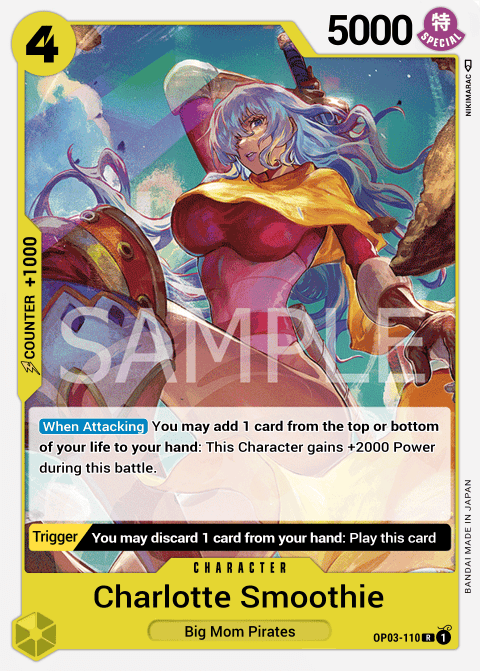 4
5000
特
SPECIAL
NIKIMARAC
COUNTER +1000
SAMPLE
When Attacking You may add 1 card from the top or bottom
of your life to your hand: This Character gains +2000 Power
during this battle.
Trigger You may discard 1 card from your hand: Play this card
CHARACTER
Charlotte Smoothie
Big Mom Pirates
OP03-110 R 1
BANDAI MADE IN JAPAN